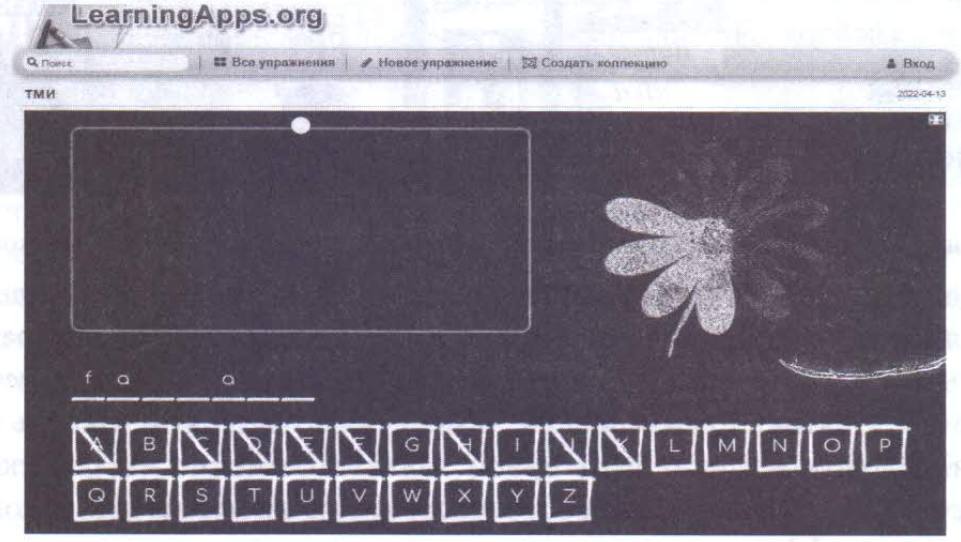 LearningApps.org
Поиск
Все упражнения
Новое упражнение
Создать коллекцию
Вход
ТМИ
2022-04-13
f a a
A B C D E F G H I J K L M N O P
Q R S T U V W X Y Z